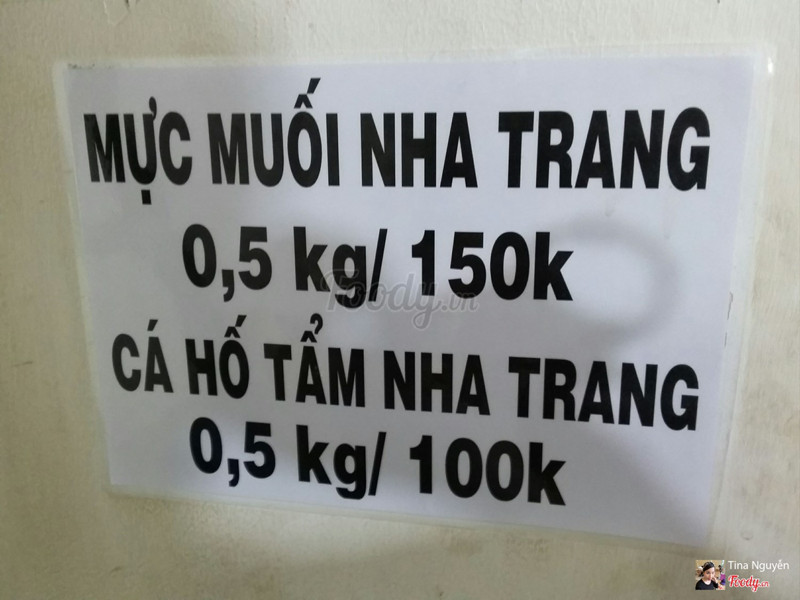 MỰC MUỐI NHA TRANG
0,5 kg/ 150k
CÁ HỐ TẨM NHA TRANG
0,5 kg/ 100k
Foody.vn
Tina Nguyễn
Foody.vn